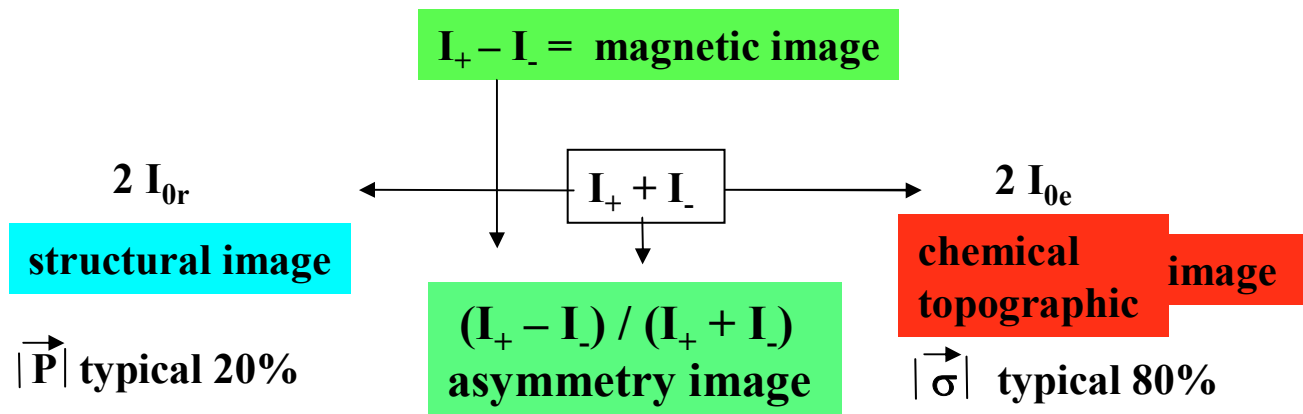 I₊ – I₋ = magnetic image
2 I₀ᵣ
I₊ + I₋
2 I₀ₑ
structural image
chemical
topographic
image
(I₊ – I₋) / (I₊ + I₋)
asymmetry image
|P⃗| typical 20%
|σ⃗| typical 80%